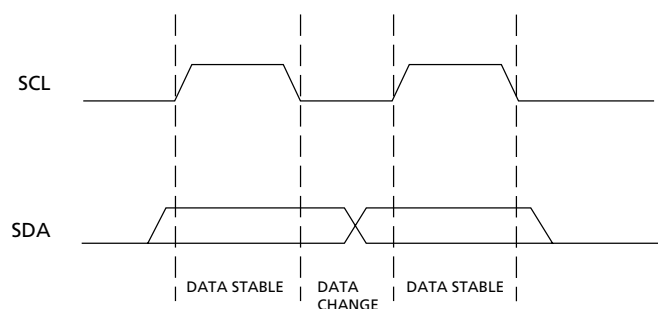 SCL
SDA
DATA STABLE
DATA
CHANGE
DATA STABLE